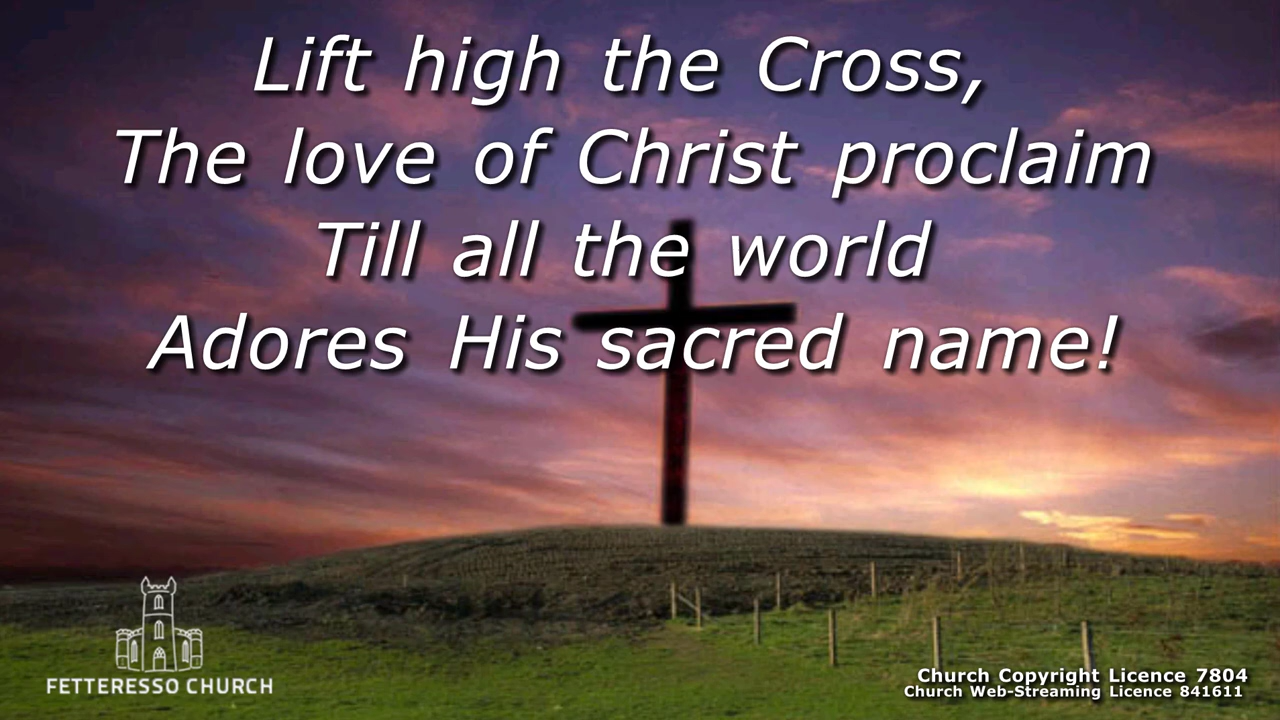 Lift high the Cross,
The love of Christ proclaim
Till all the world
Adores His sacred name!
FETTERESSO CHURCH
Church Copyright Licence 7804
Church Web-Streaming Licence 841611